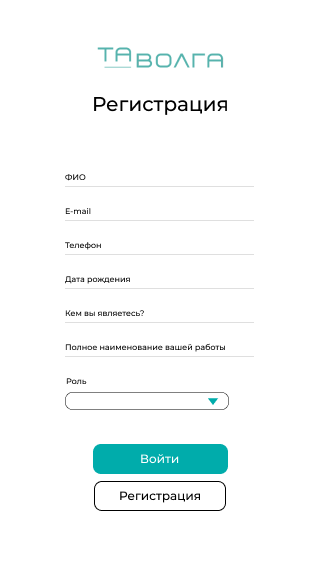 ТАВОЛГА
Регистрация
ФИО
E-mail
Телефон
Дата рождения
Кем вы являетесь?
Полное наименование вашей работы
Роль
Войти
Регистрация